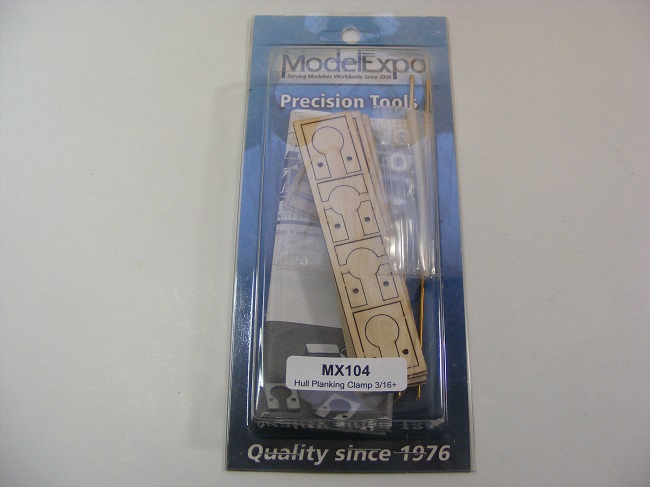 ModelExpo
Serving Modelers Worldwide Since 1976
Precision Tools
MX104
Hull Planking Clamp 3/16+
Quality since 1976